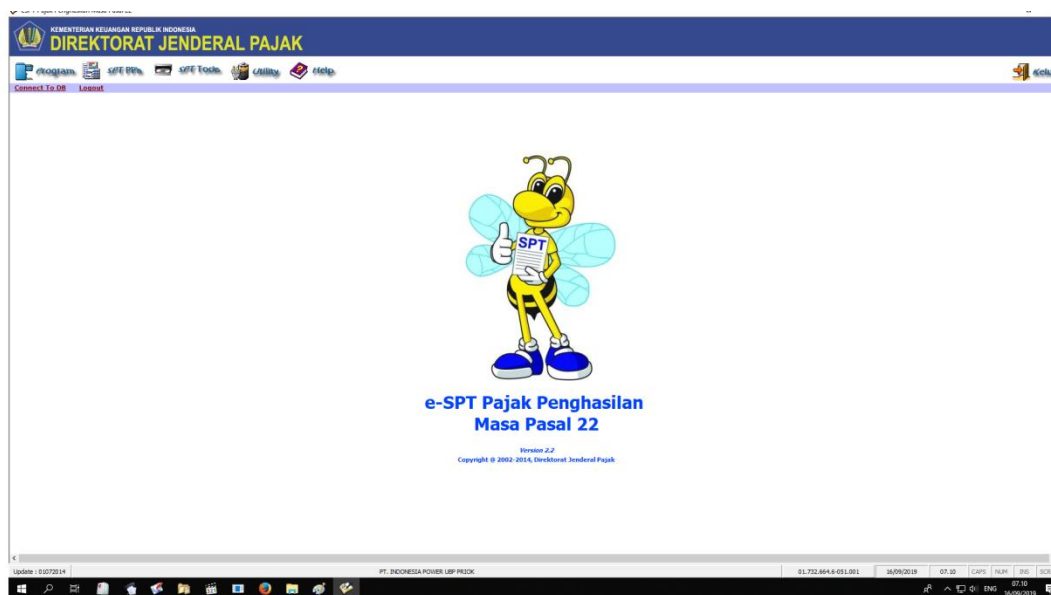 KEMENTERIAN KEUANGAN REPUBLIK INDONESIA
DIREKTORAT JENDERAL PAJAK
Program SPT PPh SPT Tools Utility Help
Connect To DB Logout
SPT
e-SPT Pajak Penghasilan
Masa Pasal 22
Version 2.2
Copyright @ 2002-2014, Direktorat Jenderal Pajak
Update : 01072014 PT. INDONESIA POWER UBP PRIOK 01.732.664.6-051.001 16/09/2019 07.10 CAPS NUM INS
ENG 07.10
16/09/2019